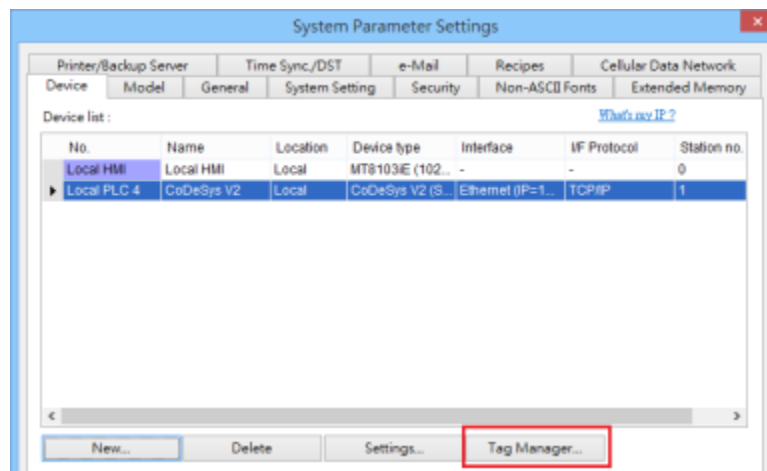 System Parameter Settings
Printer/Backup Server Time Sync./DST e-Mail Recipes Cellular Data Network
Device Model General System Setting Security Non-ASCII Fonts Extended Memory
Device list : What's my IP ?
No. Name Location Device type Interface I/F Protocol Station no.
Local HMI Local HMI Local MT8103iE (102... - - 0
Local PLC 4 CoDeSys V2 Local CoDeSys V2 (S... Ethernet (IP=1... TCP/IP 1
New... Delete Settings... Tag Manager...